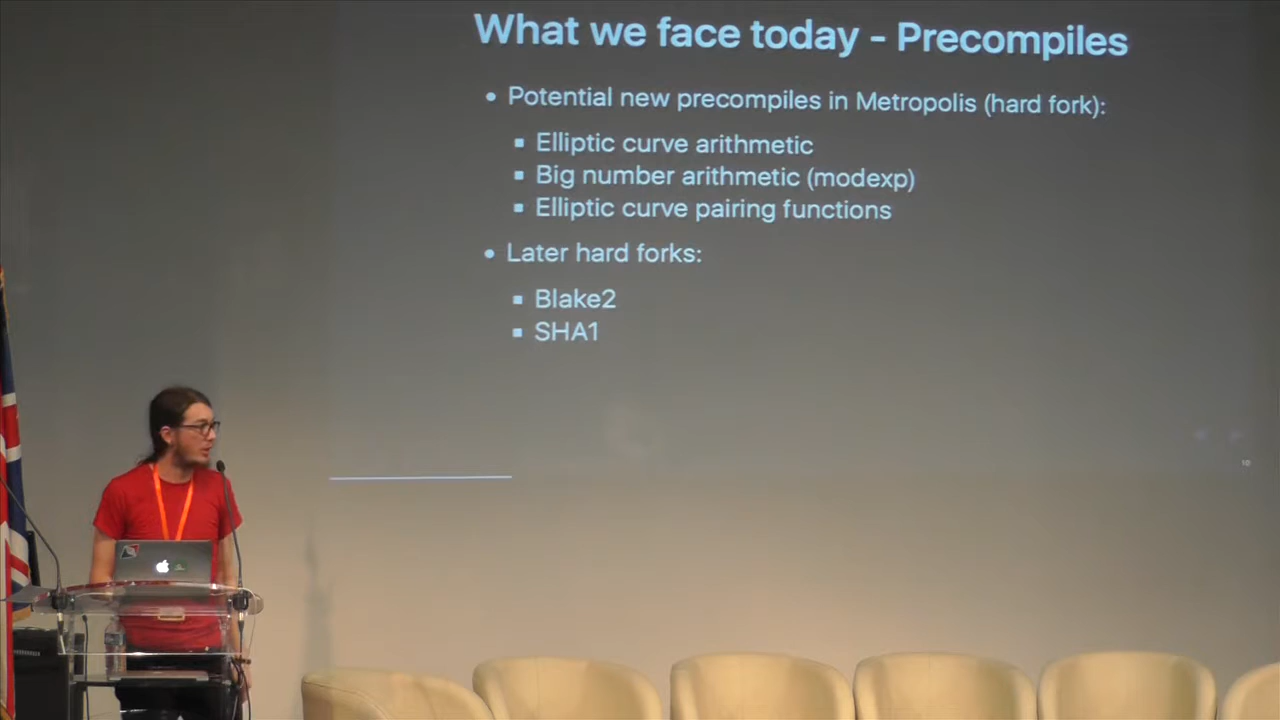 What we face today - Precompiles
• Potential new precompiles in Metropolis (hard fork):
▪ Elliptic curve arithmetic
▪ Big number arithmetic (modexp)
▪ Elliptic curve pairing functions
• Later hard forks:
▪ Blake2
▪ SHA1
10